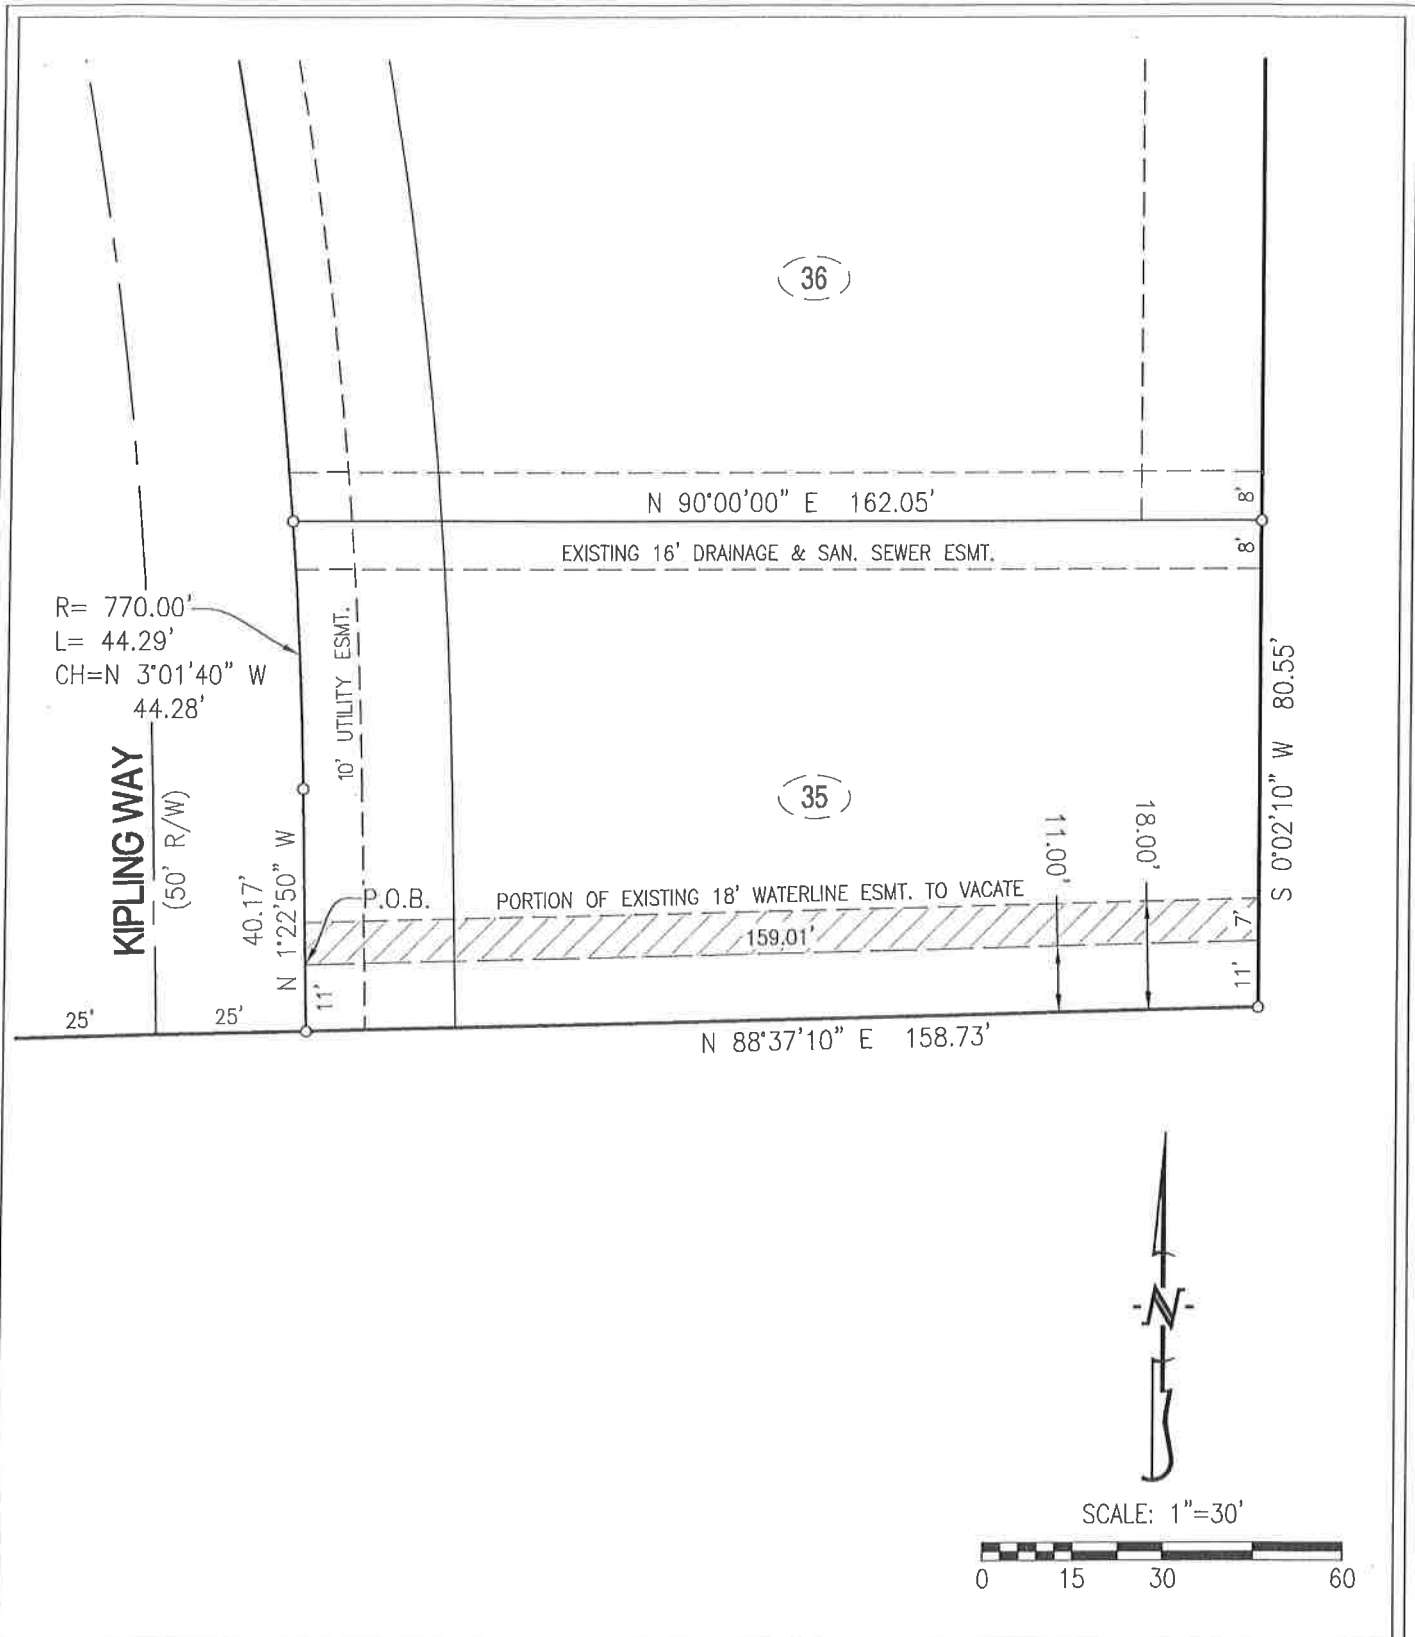 36
N 90°00'00" E 162.05'
8'
EXISTING 16' DRAINAGE & SAN. SEWER ESMT.
8'
R= 770.00'
L= 44.29'
CH=N 3°01'40" W
44.28'
10' UTILITY ESMT.
S 0°02'10" W 80.55'
KIPLING WAY
(50' R/W)
40.17'
N 1°22'50" W
35
11.00'
18.00'
P.O.B.
PORTION OF EXISTING 18' WATERLINE ESMT. TO VACATE
159.01'
7'
11'
11'
25'
25'
N 88°37'10" E 158.73'
N
SCALE: 1"=30'
0 15 30 60